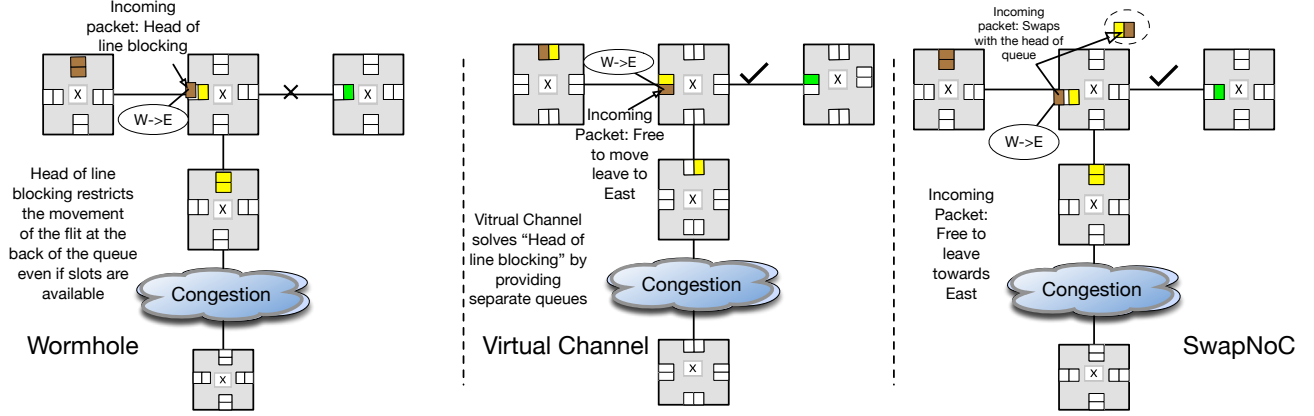 Incoming
packet: Head of
line blocking
X
X
X
W->E
Head of line
blocking restricts
the movement
of the flit at the
back of the queue
even if slots are
available
X
Congestion
Wormhole
X
W->E
X
X
X
Incoming
Packet: Free
to move
leave to
East
X
Vitrual Channel
solves “Head of
line blocking” by
providing
separate queues
Congestion
Virtual Channel
X
Incoming
packet: Swaps
with the head of
queue
X
X
X
W->E
Incoming
Packet:
Free to
leave
towards
East
X
Congestion
SwapNoC
X